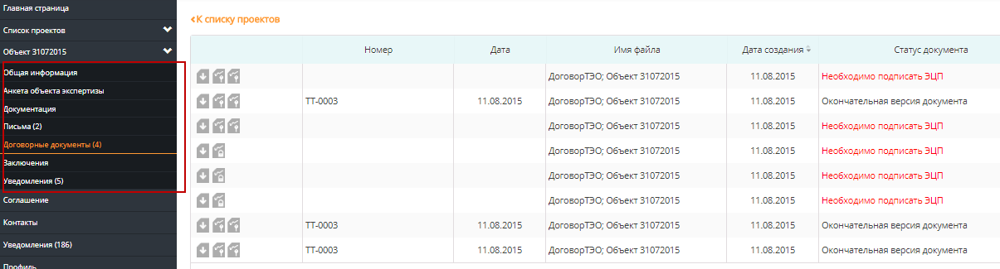 Главная страница
Список проектов
Объект 31072015
Общая информация
Анкета объекта экспертизы
Документация
Письма (2)
Договорные документы (4)
Заключения
Уведомления (5)
Соглашение
Контакты
Уведомления (186)
Профиль
К списку проектов
Номер Дата Имя файла Дата создания Статус документа
ДоговорТЭО; Объект 31072015 11.08.2015 Необходимо подписать ЭЦП
ТТ-0003 11.08.2015 ДоговорТЭО; Объект 31072015 11.08.2015 Окончательная версия документа
ДоговорТЭО; Объект 31072015 11.08.2015 Необходимо подписать ЭЦП
ДоговорТЭО; Объект 31072015 11.08.2015 Необходимо подписать ЭЦП
ДоговорТЭО; Объект 31072015 11.08.2015 Необходимо подписать ЭЦП
ДоговорТЭО; Объект 31072015 11.08.2015 Необходимо подписать ЭЦП
ТТ-0003 11.08.2015 ДоговорТЭО; Объект 31072015 11.08.2015 Окончательная версия документа
ТТ-0003 11.08.2015 ДоговорТЭО; Объект 31072015 11.08.2015 Окончательная версия документа